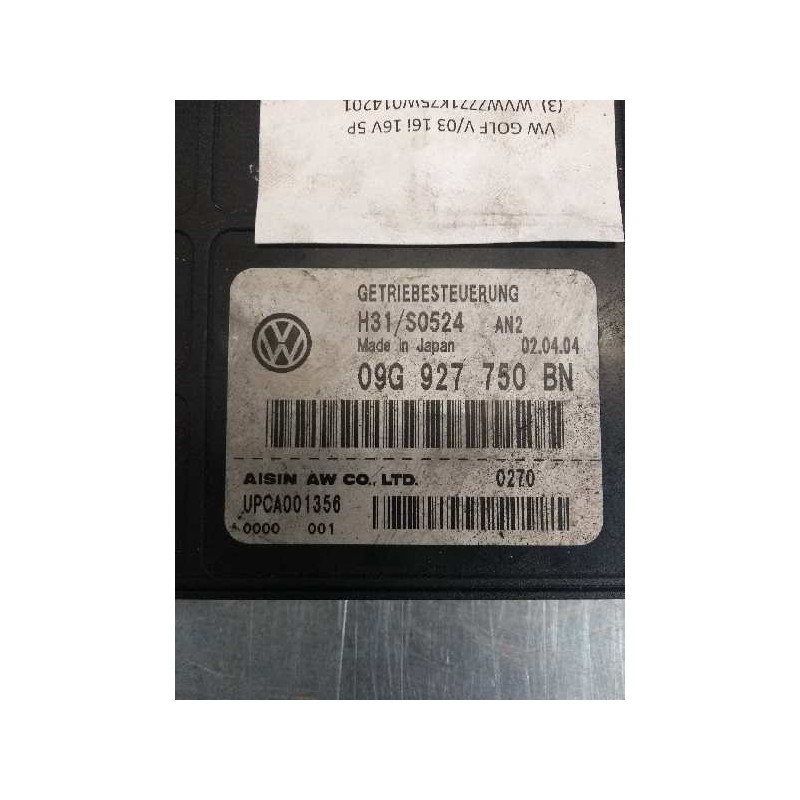 VW GOLF V/03 16i 16V 5P
(3) WVWZZZ1KZ5W014201
GETRIEBESTEUERUNG
H31/S0524 AN2
Made in Japan 02.04.04
09G 927 750 BN
AISIN AW CO., LTD. 0270
UPCA001356
*0000 001